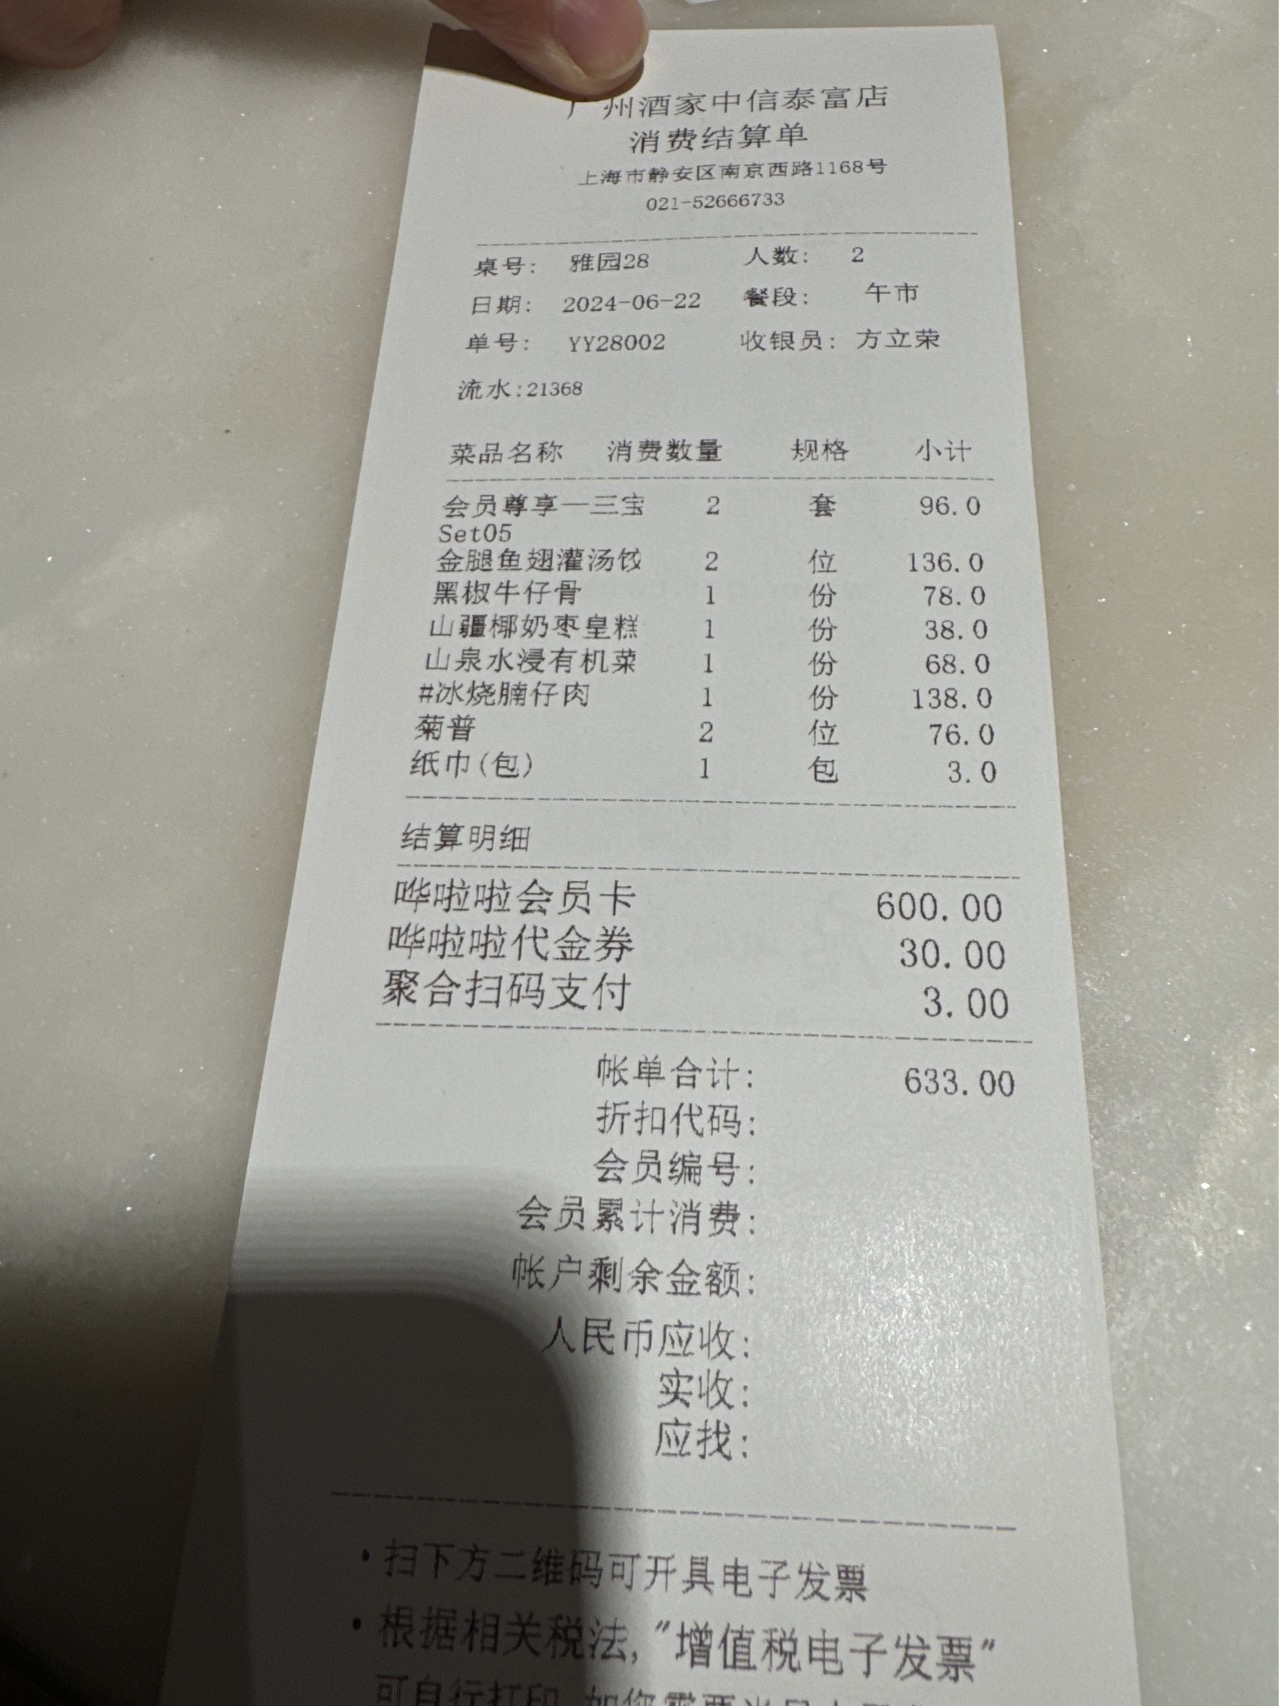 广州酒家中信泰富店
消费结算单
上海市静安区南京西路1168号
021-52666733
桌号: 雅园28 人数: 2
日期: 2024-06-22 餐段: 午市
单号: YY28002 收银员: 方立荣
流水:21368
菜品名称 消费数量 规格 小计
会员尊享—三宝 2 套 96.0
Set05
金腿鱼翅灌汤饺 2 位 136.0
黑椒牛仔骨 1 份 78.0
山疆椰奶枣皇糕 1 份 38.0
山泉水浸有机菜 1 份 68.0
#冰烧腩仔肉 1 份 138.0
菊普 2 位 76.0
纸巾(包) 1 包 3.0
结算明细
哗啦啦会员卡 600.00
哗啦啦代金券 30.00
聚合扫码支付 3.00
帐单合计: 633.00
折扣代码:
会员编号:
会员累计消费:
帐户剩余金额:
人民币应收:
实收:
应找:
• 扫下方二维码可开具电子发票
• 根据相关税法,"增值税电子发票"
可自行打印